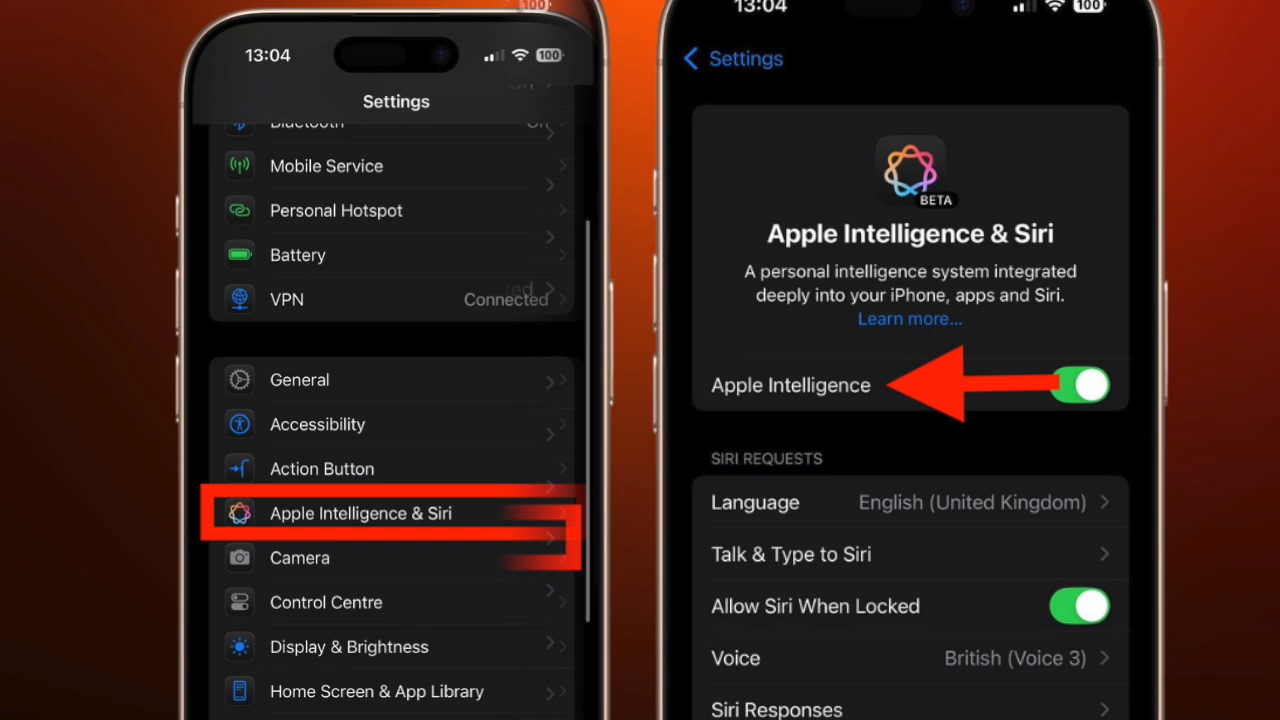 100
13:04
100
Settings
Bluetooth
On
Mobile Service
Personal Hotspot
Battery
VPN
Connected
General
Accessibility
Action Button
Apple Intelligence & Siri
Camera
Control Centre
Display & Brightness
Home Screen & App Library
13:04
100
Settings
BETA
Apple Intelligence & Siri
A personal intelligence system integrated
deeply into your iPhone, apps and Siri.
Learn more...
Apple Intelligence
SIRI REQUESTS
Language
English (United Kingdom)
Talk & Type to Siri
Allow Siri When Locked
Voice
British (Voice 3)
Siri Responses